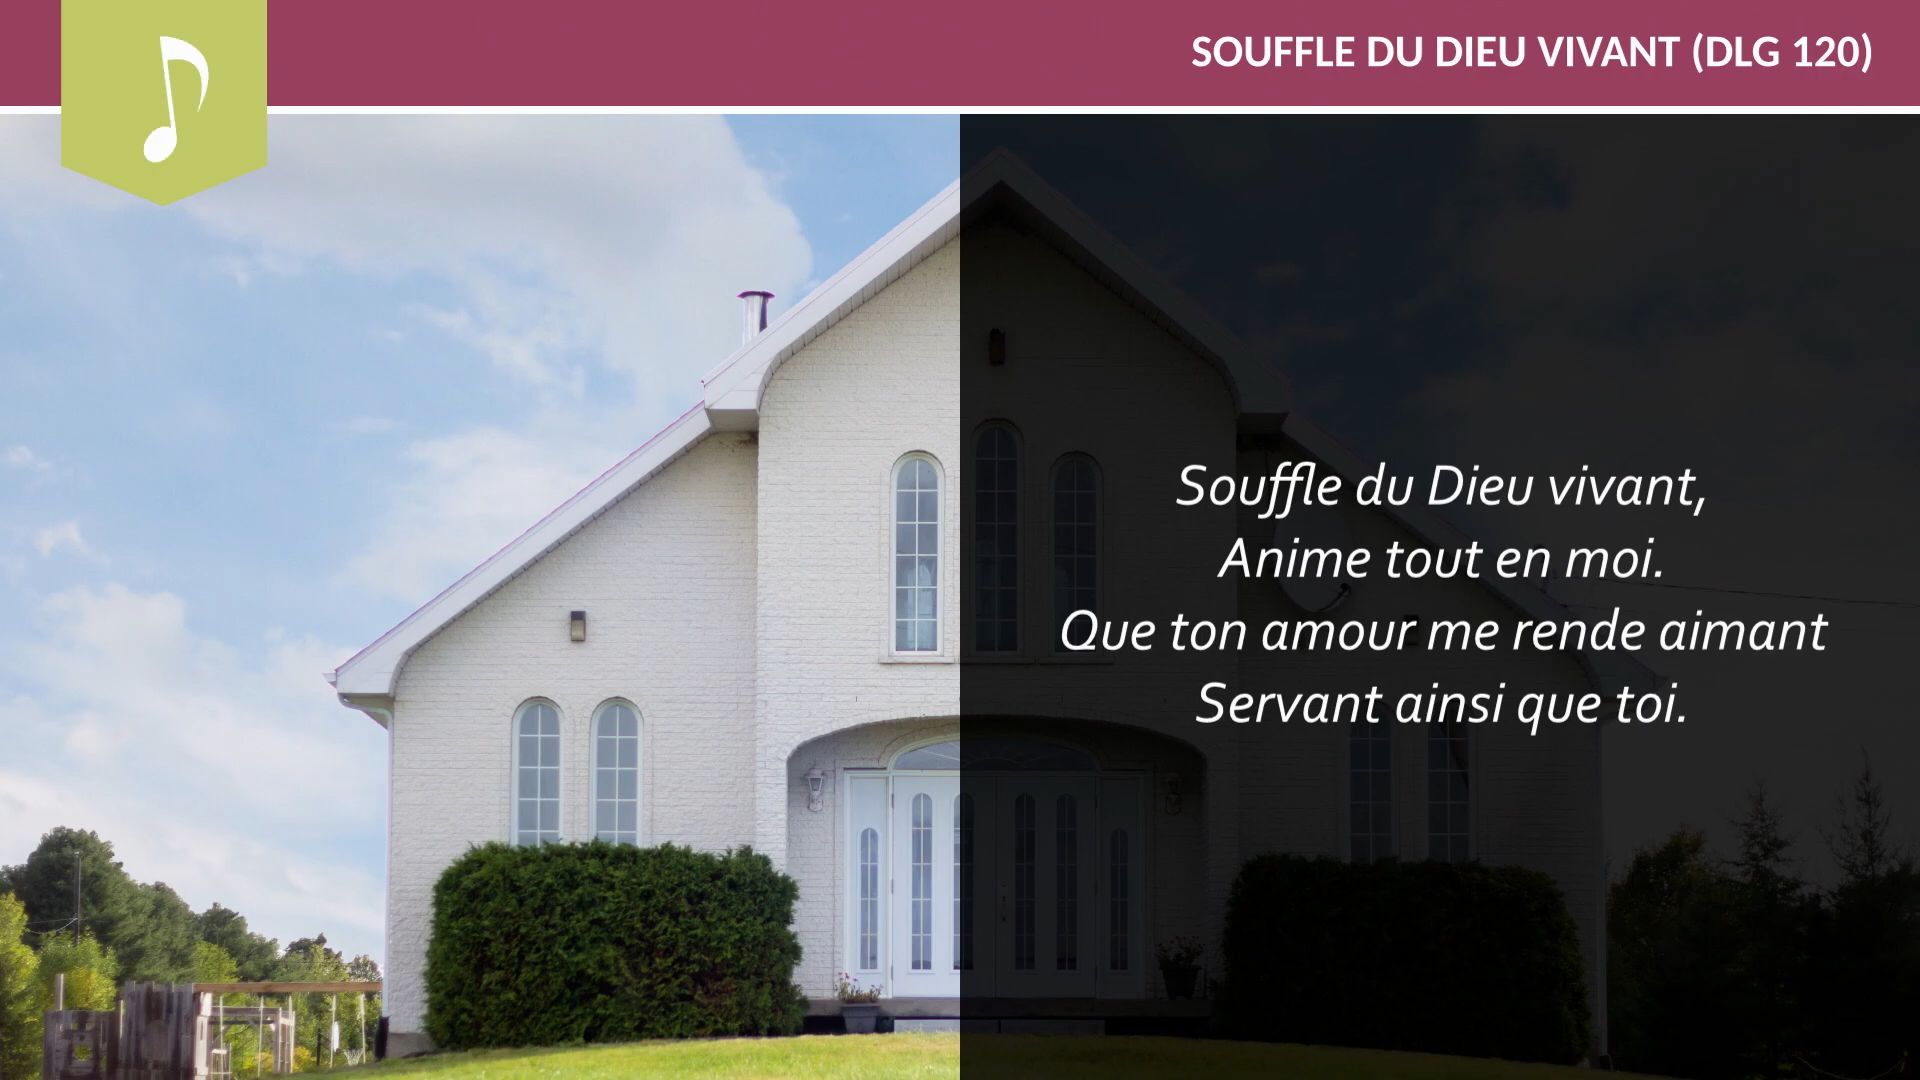 SOUFFLE DU DIEU VIVANT (DLG 120)
Souffle du Dieu vivant,
Anime tout en moi.
Que ton amour me rende aimant
Servant ainsi que toi.